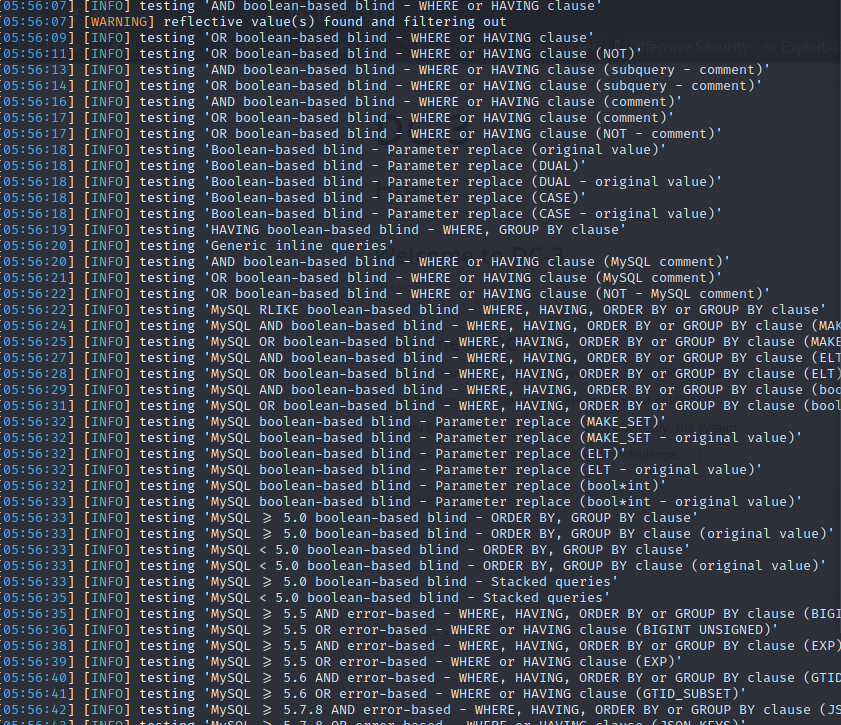 [05:56:07] [INFO] testing 'AND boolean-based blind - WHERE or HAVING clause'
[05:56:07] [WARNING] reflective value(s) found and filtering out
[05:56:09] [INFO] testing 'OR boolean-based blind - WHERE or HAVING clause'
[05:56:11] [INFO] testing 'OR boolean-based blind - WHERE or HAVING clause (NOT)'
[05:56:13] [INFO] testing 'AND boolean-based blind - WHERE or HAVING clause (subquery - comment)'
[05:56:14] [INFO] testing 'OR boolean-based blind - WHERE or HAVING clause (subquery - comment)'
[05:56:16] [INFO] testing 'AND boolean-based blind - WHERE or HAVING clause (comment)'
[05:56:17] [INFO] testing 'OR boolean-based blind - WHERE or HAVING clause (comment)'
[05:56:17] [INFO] testing 'OR boolean-based blind - WHERE or HAVING clause (NOT - comment)'
[05:56:18] [INFO] testing 'Boolean-based blind - Parameter replace (original value)'
[05:56:18] [INFO] testing 'Boolean-based blind - Parameter replace (DUAL)'
[05:56:18] [INFO] testing 'Boolean-based blind - Parameter replace (DUAL - original value)'
[05:56:18] [INFO] testing 'Boolean-based blind - Parameter replace (CASE)'
[05:56:18] [INFO] testing 'Boolean-based blind - Parameter replace (CASE - original value)'
[05:56:19] [INFO] testing 'HAVING boolean-based blind - WHERE, GROUP BY clause'
[05:56:20] [INFO] testing 'Generic inline queries'
[05:56:20] [INFO] testing 'AND boolean-based blind - WHERE or HAVING clause (MySQL comment)'
[05:56:21] [INFO] testing 'OR boolean-based blind - WHERE or HAVING clause (MySQL comment)'
[05:56:22] [INFO] testing 'OR boolean-based blind - WHERE or HAVING clause (NOT - MySQL comment)'
[05:56:22] [INFO] testing 'MySQL RLIKE boolean-based blind - WHERE, HAVING, ORDER BY or GROUP BY clause'
[05:56:24] [INFO] testing 'MySQL AND boolean-based blind - WHERE, HAVING, ORDER BY or GROUP BY clause (MAK
[05:56:25] [INFO] testing 'MySQL OR boolean-based blind - WHERE, HAVING, ORDER BY or GROUP BY clause (MAKE
[05:56:27] [INFO] testing 'MySQL AND boolean-based blind - WHERE, HAVING, ORDER BY or GROUP BY clause (ELT
[05:56:28] [INFO] testing 'MySQL OR boolean-based blind - WHERE, HAVING, ORDER BY or GROUP BY clause (ELT)
[05:56:29] [INFO] testing 'MySQL AND boolean-based blind - WHERE, HAVING, ORDER BY or GROUP BY clause (boo
[05:56:31] [INFO] testing 'MySQL OR boolean-based blind - WHERE, HAVING, ORDER BY or GROUP BY clause (bool
[05:56:32] [INFO] testing 'MySQL boolean-based blind - Parameter replace (MAKE_SET)'
[05:56:32] [INFO] testing 'MySQL boolean-based blind - Parameter replace (MAKE_SET - original value)'
[05:56:32] [INFO] testing 'MySQL boolean-based blind - Parameter replace (ELT)'
[05:56:32] [INFO] testing 'MySQL boolean-based blind - Parameter replace (ELT - original value)'
[05:56:32] [INFO] testing 'MySQL boolean-based blind - Parameter replace (bool*int)'
[05:56:33] [INFO] testing 'MySQL boolean-based blind - Parameter replace (bool*int - original value)'
[05:56:33] [INFO] testing 'MySQL ≥ 5.0 boolean-based blind - ORDER BY, GROUP BY clause'
[05:56:33] [INFO] testing 'MySQL ≥ 5.0 boolean-based blind - ORDER BY, GROUP BY clause (original value)'
[05:56:33] [INFO] testing 'MySQL < 5.0 boolean-based blind - ORDER BY, GROUP BY clause'
[05:56:33] [INFO] testing 'MySQL < 5.0 boolean-based blind - ORDER BY, GROUP BY clause (original value)'
[05:56:33] [INFO] testing 'MySQL ≥ 5.0 boolean-based blind - Stacked queries'
[05:56:35] [INFO] testing 'MySQL < 5.0 boolean-based blind - Stacked queries'
[05:56:35] [INFO] testing 'MySQL ≥ 5.5 AND error-based - WHERE, HAVING, ORDER BY or GROUP BY clause (BIGI
[05:56:36] [INFO] testing 'MySQL ≥ 5.5 OR error-based - WHERE or HAVING clause (BIGINT UNSIGNED)'
[05:56:38] [INFO] testing 'MySQL ≥ 5.5 AND error-based - WHERE, HAVING, ORDER BY or GROUP BY clause (EXP)
[05:56:39] [INFO] testing 'MySQL ≥ 5.5 OR error-based - WHERE or HAVING clause (EXP)'
[05:56:40] [INFO] testing 'MySQL ≥ 5.6 AND error-based - WHERE, HAVING, ORDER BY or GROUP BY clause (GTID
[05:56:41] [INFO] testing 'MySQL ≥ 5.6 OR error-based - WHERE or HAVING clause (GTID_SUBSET)'
[05:56:42] [INFO] testing 'MySQL ≥ 5.7.8 AND error-based - WHERE, HAVING, ORDER BY or GROUP BY clause (JS
[INFO] testing 'MySQL ≥ 5.7.8 OR error-based - WHERE or HAVING clause (JSON_KEYS)'